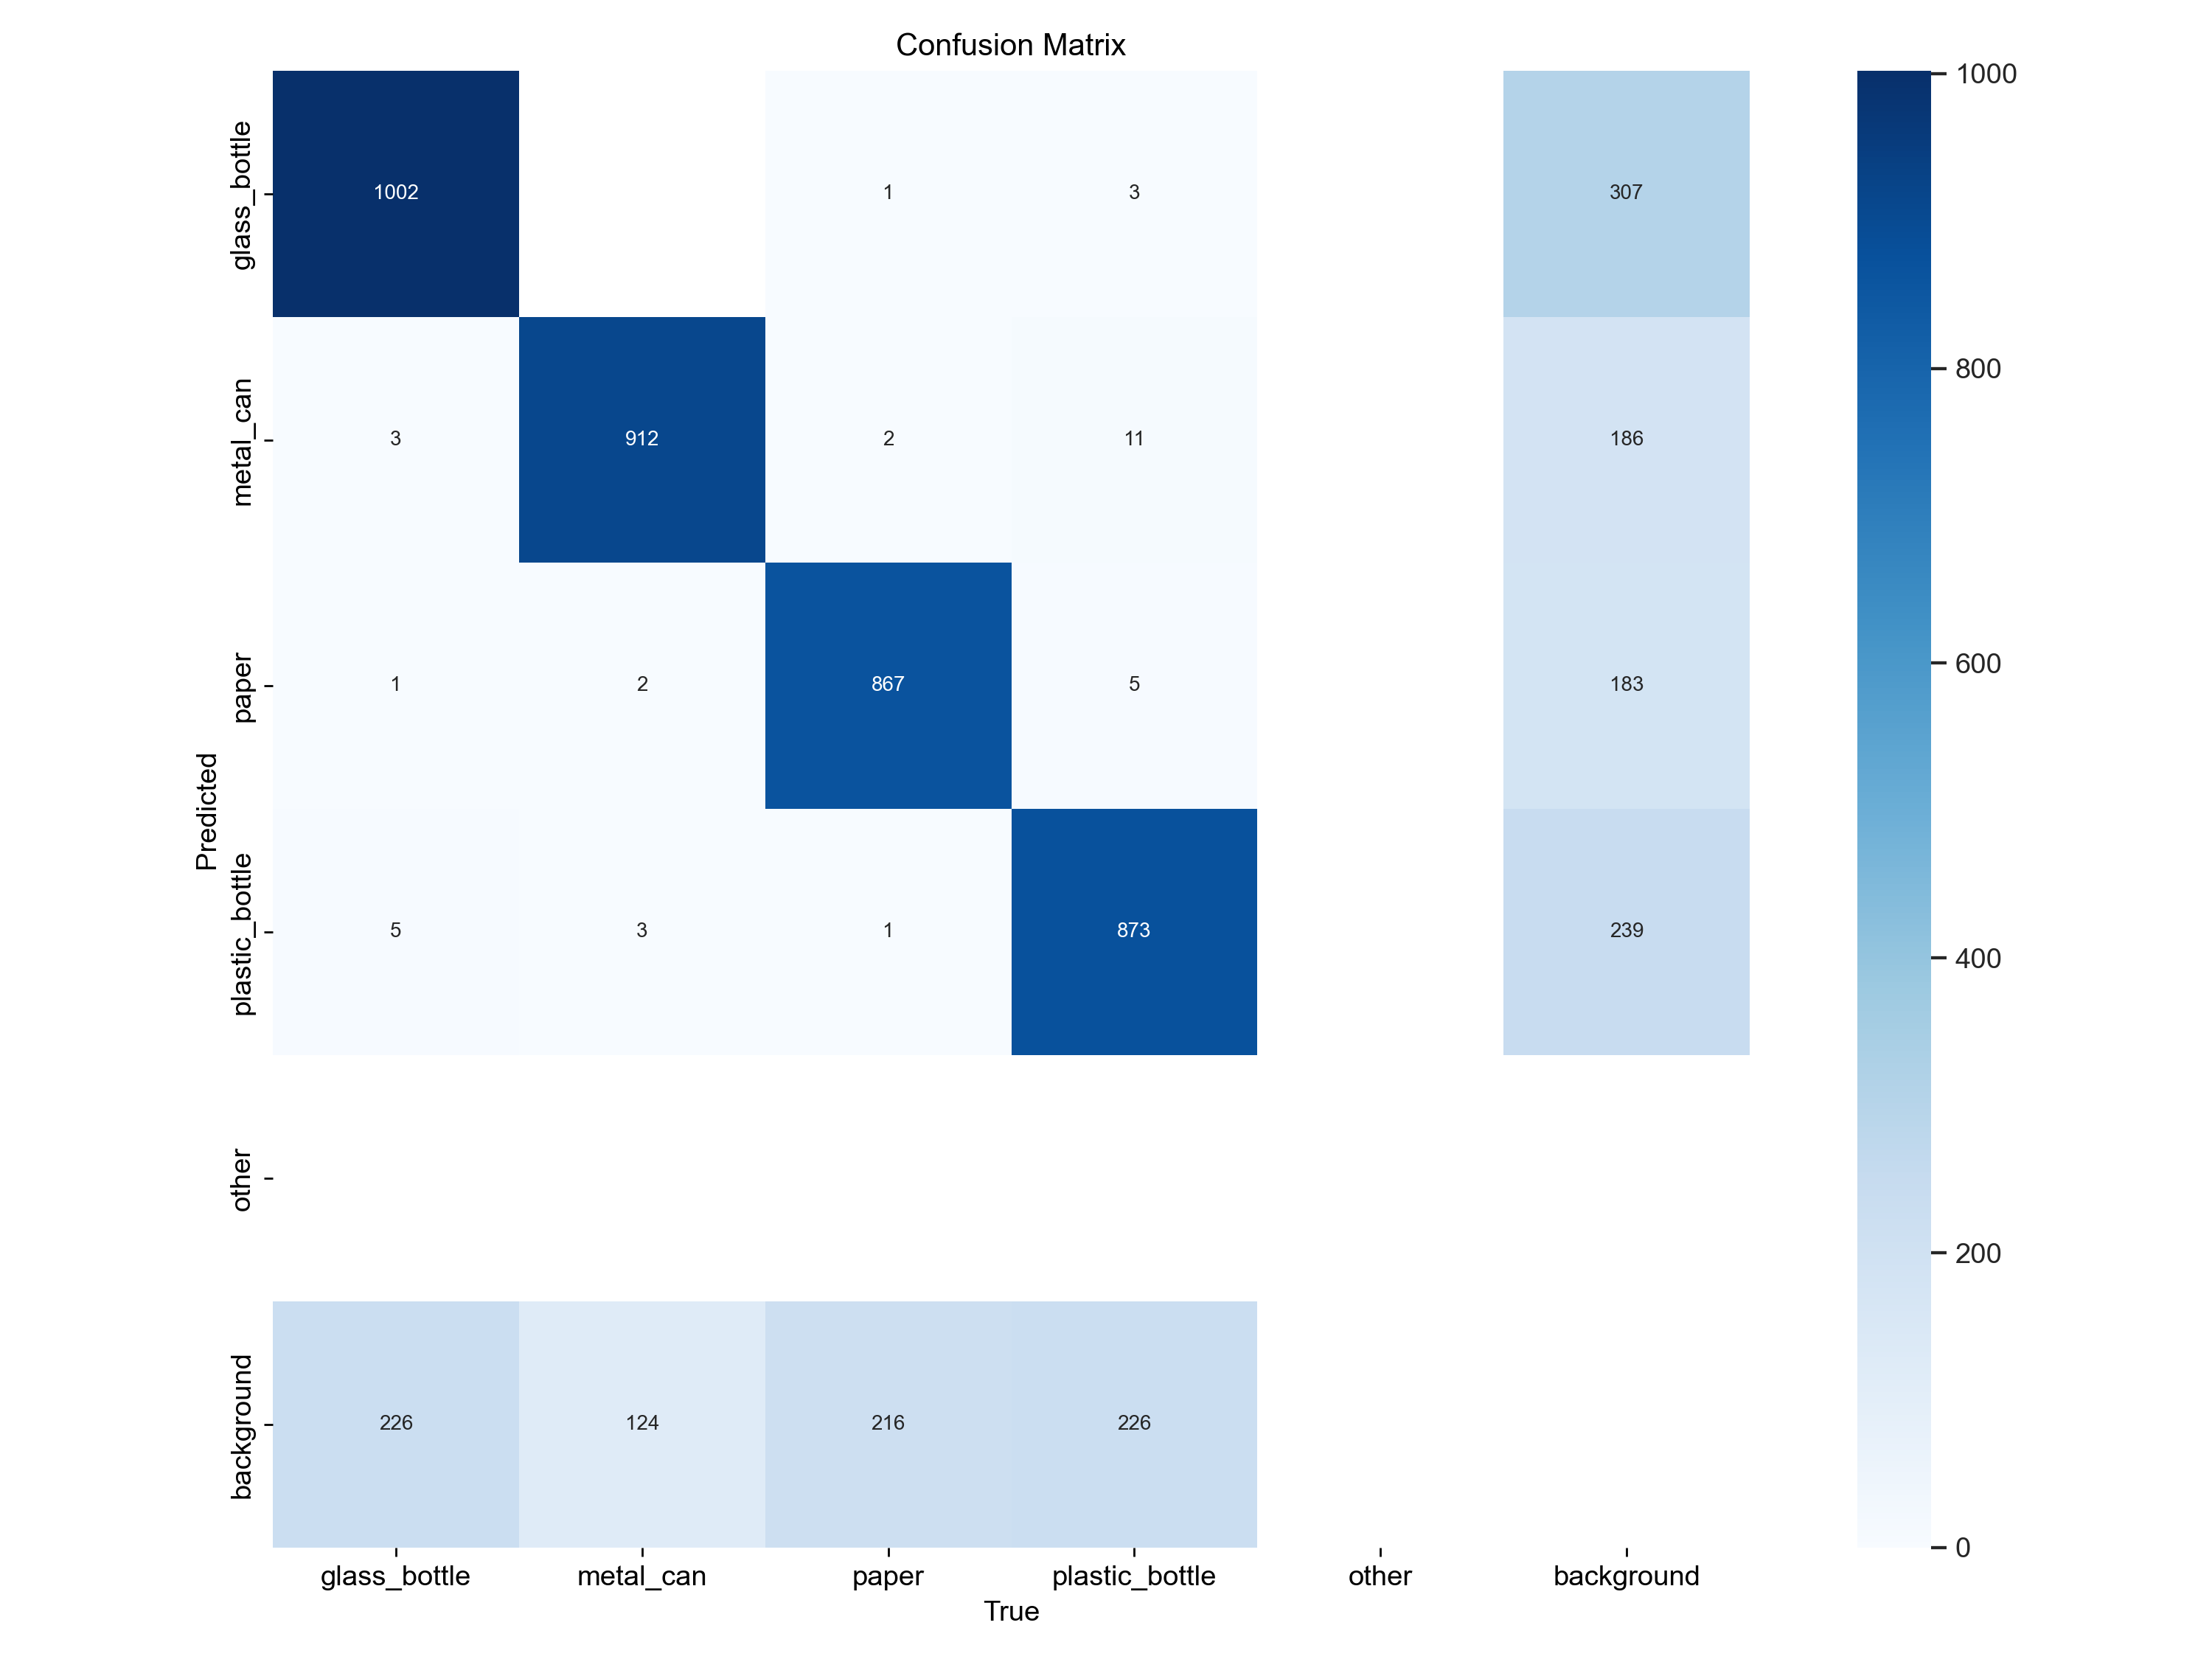 Confusion Matrix
glass_bottle 1002 1 3 307
metal_can 3 912 2 11 186
paper 1 2 867 5 183
plastic_bottle 5 3 1 873 239
other
background 226 124 216 226
Predicted
glass_bottle metal_can paper plastic_bottle other background
True
1000
800
600
400
200
0